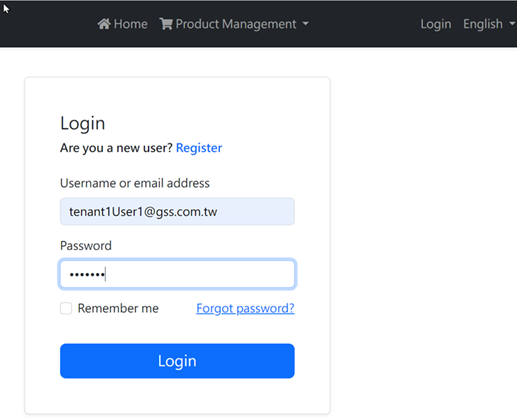 Home Product Management Login English
Login
Are you a new user? Register
Username or email address
tenant1User1@gss.com.tw
Password
•••••••
Remember me Forgot password?
Login